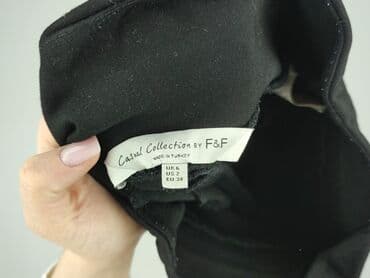 Casual Collection BY F&F
MADE IN TURKEY
UK 6
US 2
EU 34